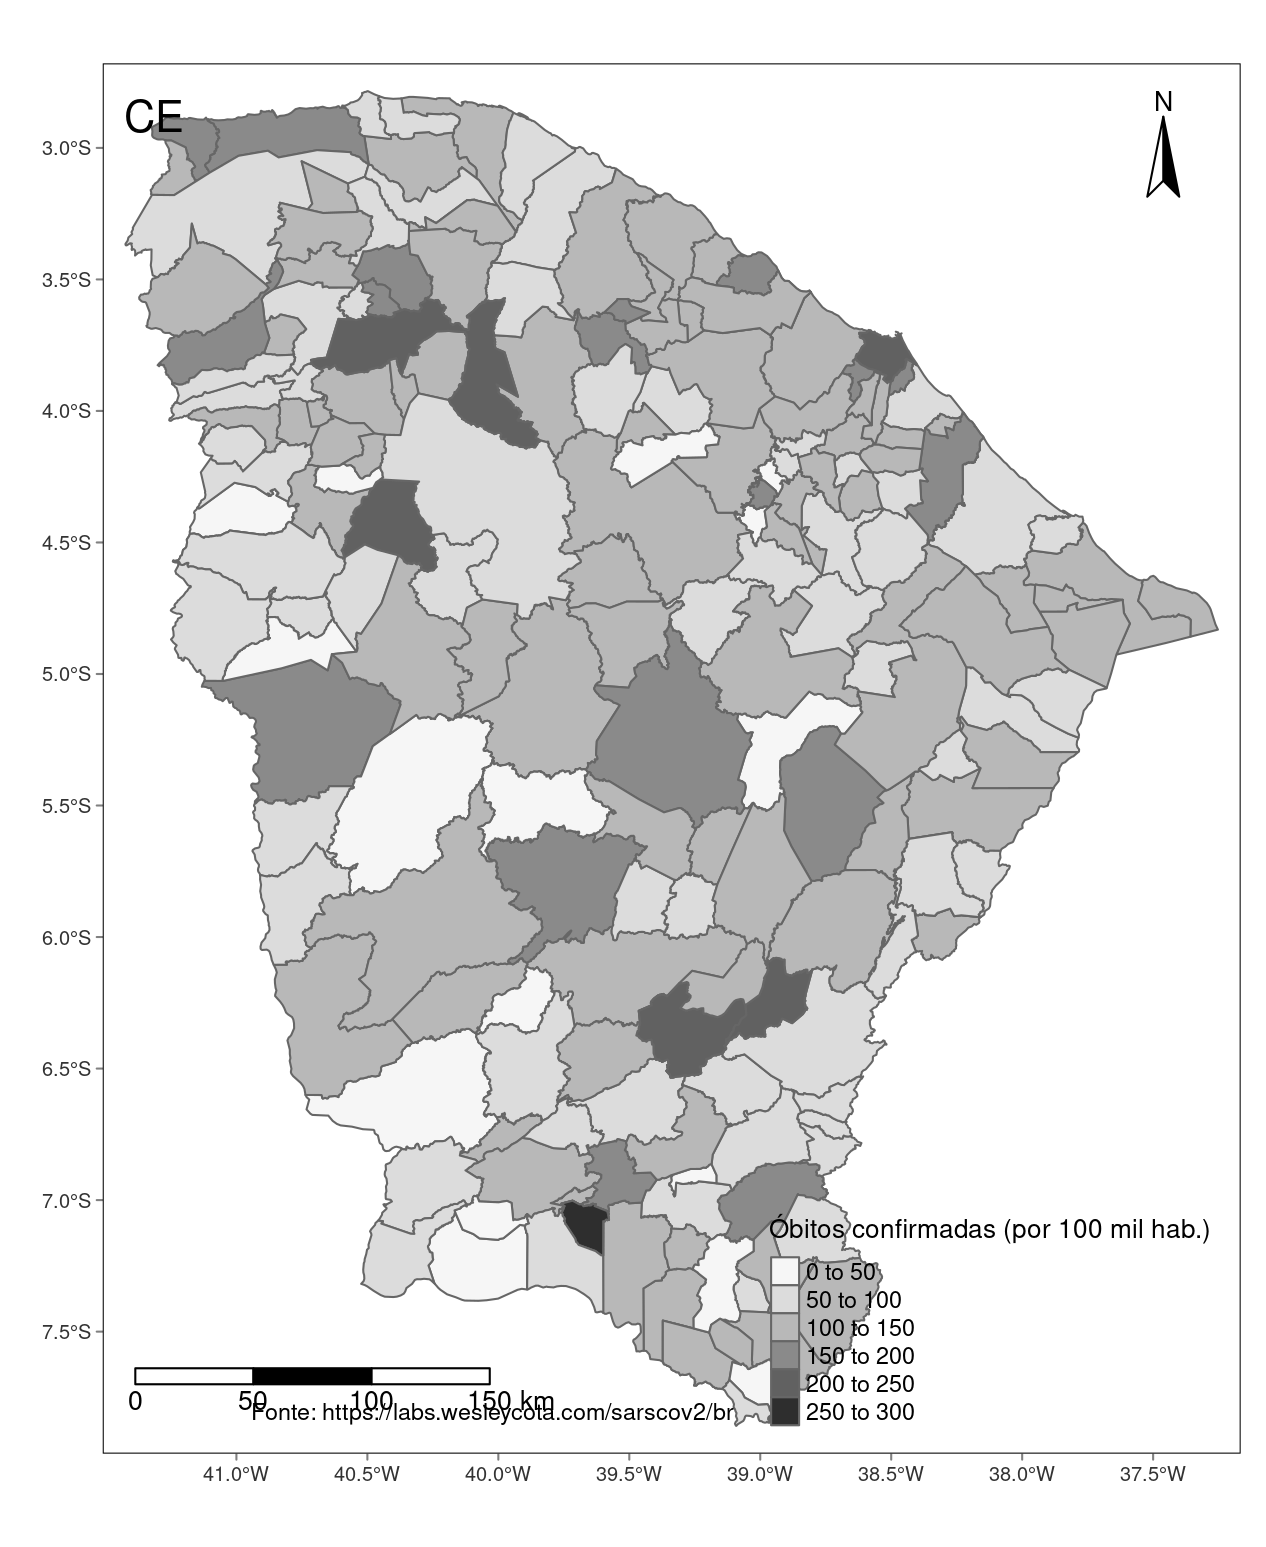 CE
N
3.0°S
3.5°S
4.0°S
4.5°S
5.0°S
5.5°S
6.0°S
6.5°S
7.0°S
7.5°S
Óbitos confirmadas (por 100 mil hab.)
0 to 50
50 to 100
100 to 150
150 to 200
200 to 250
250 to 300
0 50 100 150 km
Fonte: https://labs.wesleycota.com/sarscov2/br
41.0°W 40.5°W 40.0°W 39.5°W 39.0°W 38.5°W 38.0°W 37.5°W